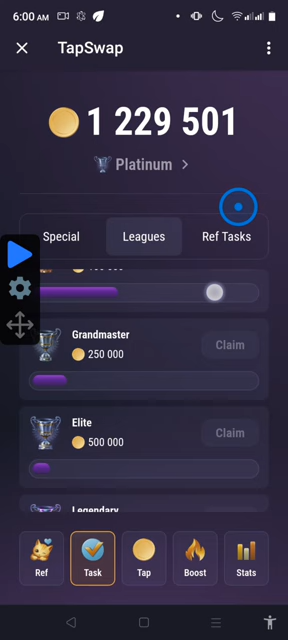 6:00 AM
TapSwap
1 229 501
Platinum
Special
Leagues
Ref Tasks
Grandmaster
250 000
Claim
Elite
500 000
Claim
Legendary
Ref
Task
Tap
Boost
Stats